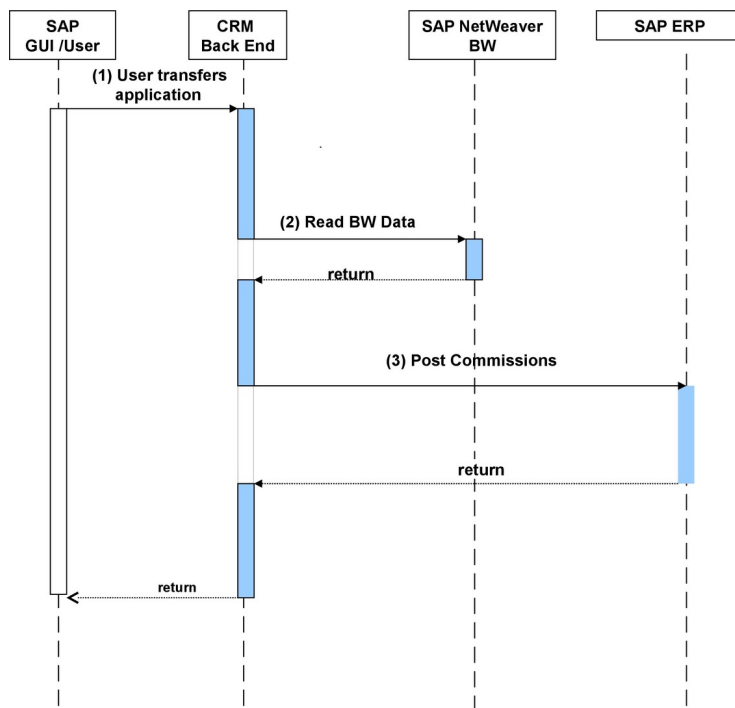 SAP
GUI /User
CRM
Back End
SAP NetWeaver
BW
SAP ERP
(1) User transfers
application
(2) Read BW Data
return
(3) Post Commissions
return
return